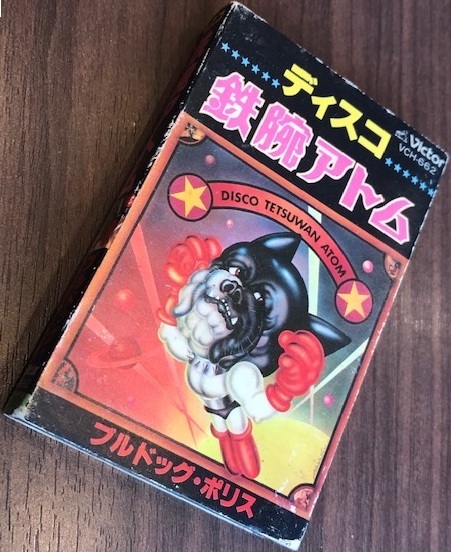 ディスコ
鉄腕アトム
Victor
VCH-662
DISCO TETSUWAN ATOM
ブルドッグ・ポリス